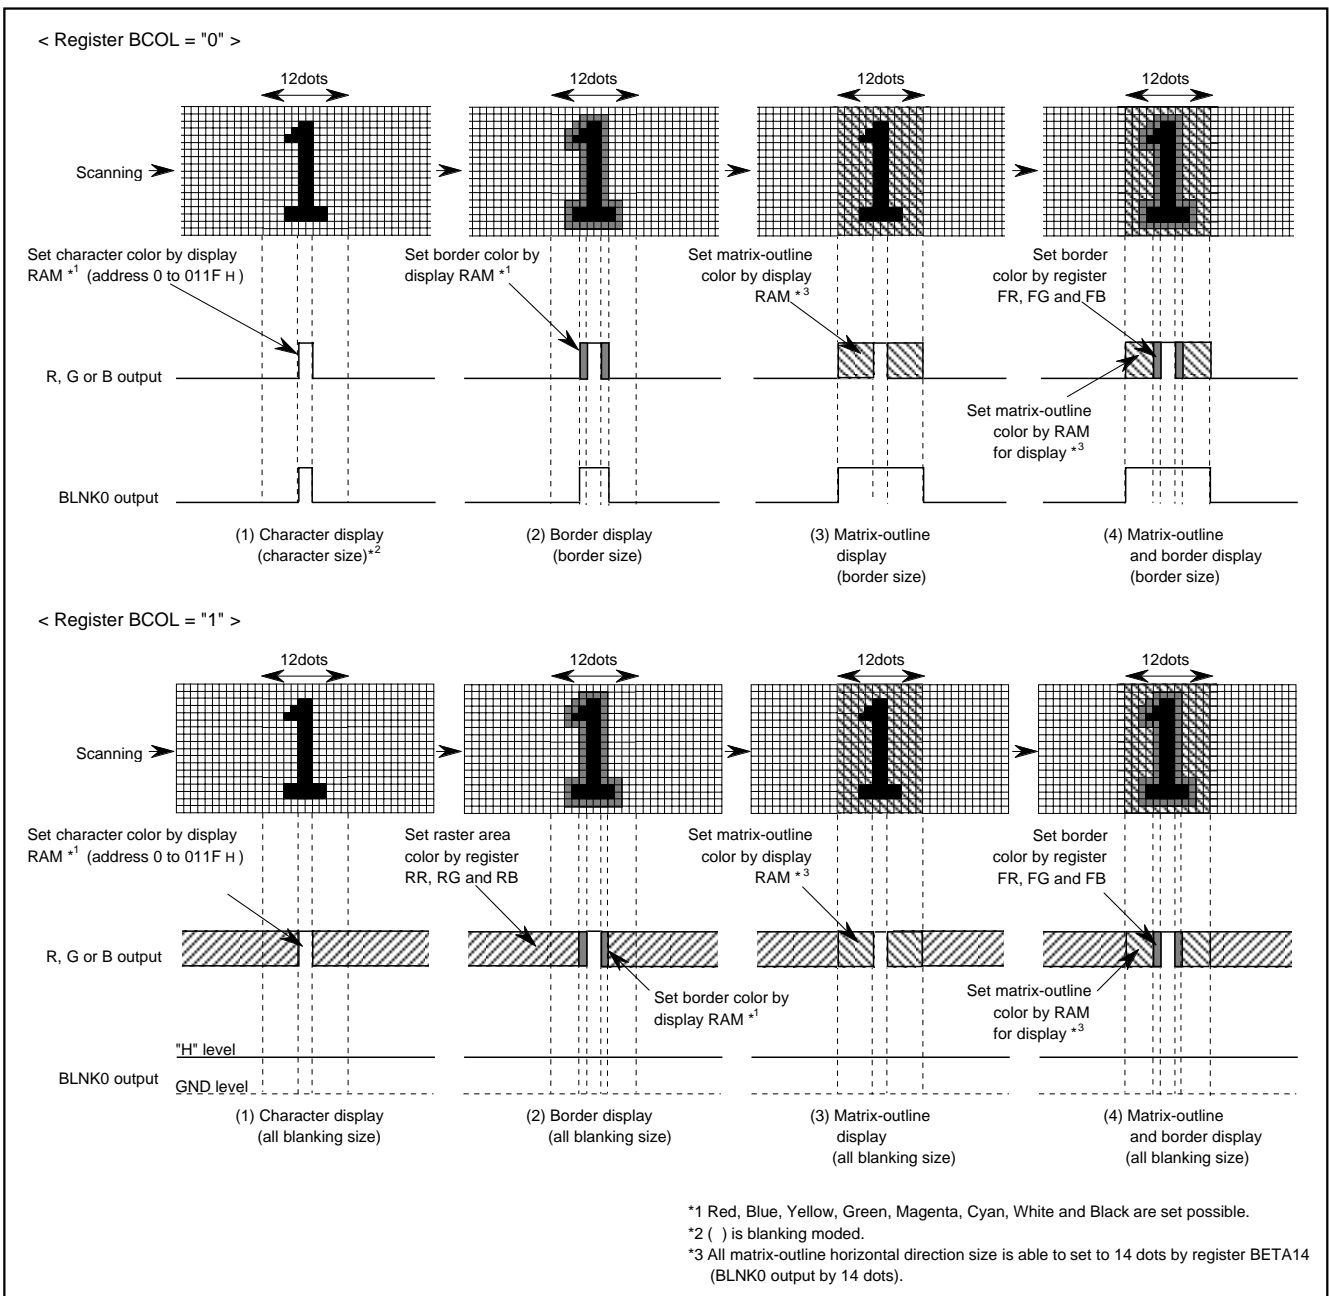 < Register BCOL = "0" >
12dots 12dots 12dots 12dots
Scanning
Set character color by display
RAM *1 (address 0 to 011F H )
Set border color by
display RAM *1
Set matrix-outline
color by display
RAM *3
Set border
color by register
FR, FG and FB
R, G or B output
Set matrix-outline
color by RAM
for display *3
BLNK0 output
(1) Character display
(character size)*2
(2) Border display
(border size)
(3) Matrix-outline
display
(border size)
(4) Matrix-outline
and border display
(border size)
< Register BCOL = "1" >
12dots 12dots 12dots 12dots
Scanning
Set character color by display
RAM *1 (address 0 to 011F H )
Set raster area
color by register
RR, RG and RB
Set matrix-outline
color by display
RAM *3
Set border
color by register
FR, FG and FB
R, G or B output
Set border color by
display RAM *1
Set matrix-outline
color by RAM
for display *3
"H" level
BLNK0 output
GND level
(1) Character display
(all blanking size)
(2) Border display
(all blanking size)
(3) Matrix-outline
display
(all blanking size)
(4) Matrix-outline
and border display
(all blanking size)
*1 Red, Blue, Yellow, Green, Magenta, Cyan, White and Black are set possible.
*2 ( ) is blanking moded.
*3 All matrix-outline horizontal direction size is able to set to 14 dots by register BETA14
(BLNK0 output by 14 dots).